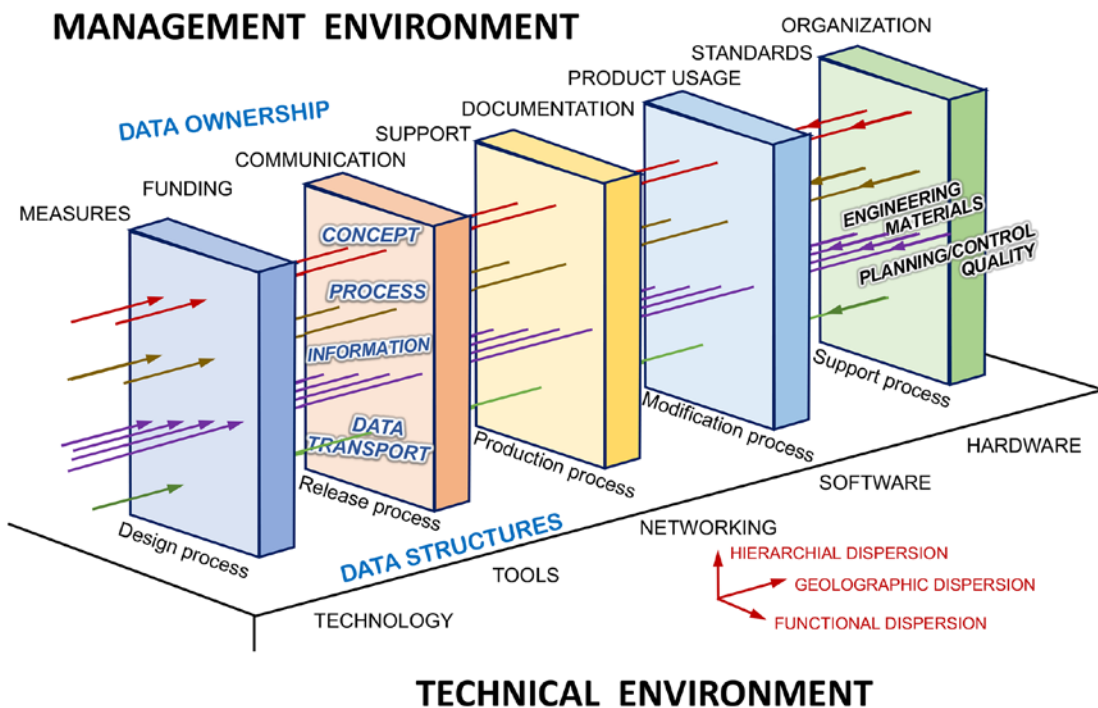 MANAGEMENT ENVIRONMENT
ORGANIZATION
STANDARDS
PRODUCT USAGE
DOCUMENTATION
DATA OWNERSHIP
SUPPORT
COMMUNICATION
FUNDING
MEASURES
CONCEPT
PROCESS
INFORMATION
DATA
TRANSPORT
ENGINEERING
MATERIALS
PLANNING/CONTROL
QUALITY
Design process
Release process
Production process
Modification process
Support process
DATA STRUCTURES
HARDWARE
SOFTWARE
NETWORKING
TOOLS
TECHNOLOGY
HIERARCHIAL DISPERSION
GEOLOGRAPHIC DISPERSION
FUNCTIONAL DISPERSION
TECHNICAL ENVIRONMENT